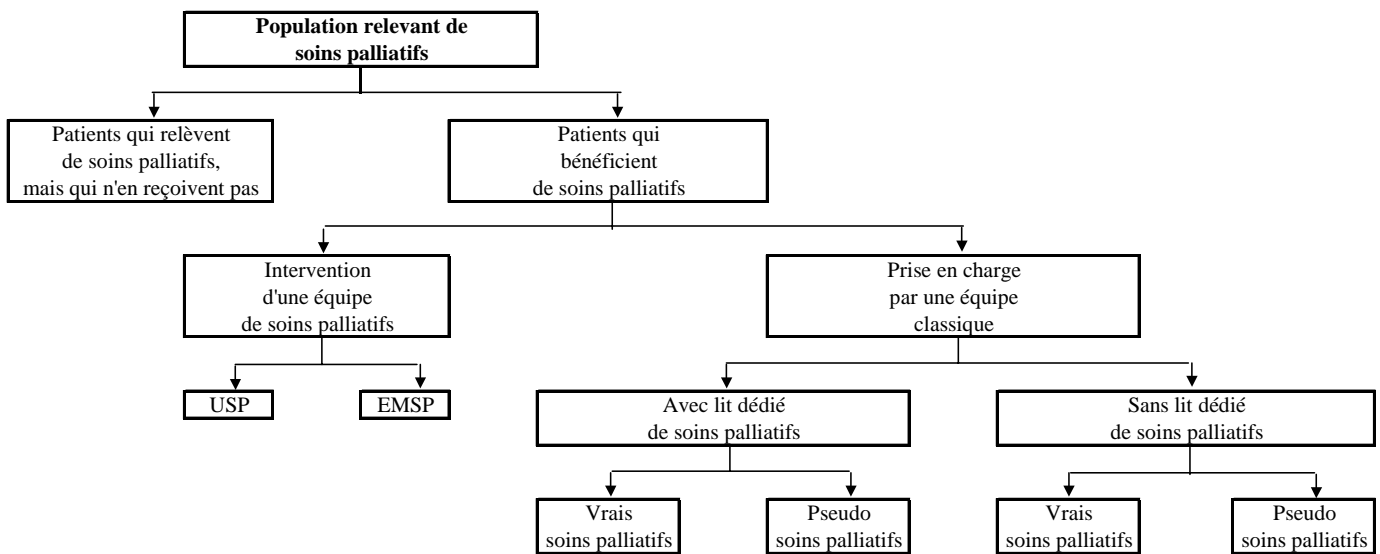 Population relevant de
soins palliatifs
Patients qui relèvent
de soins palliatifs,
mais qui n'en reçoivent pas
Patients qui
bénéficient
de soins palliatifs
Intervention
d'une équipe
de soins palliatifs
Prise en charge
par une équipe
classique
USP
EMSP
Avec lit dédié
de soins palliatifs
Sans lit dédié
de soins palliatifs
Vrais
soins palliatifs
Pseudo
soins palliatifs
Vrais
soins palliatifs
Pseudo
soins palliatifs